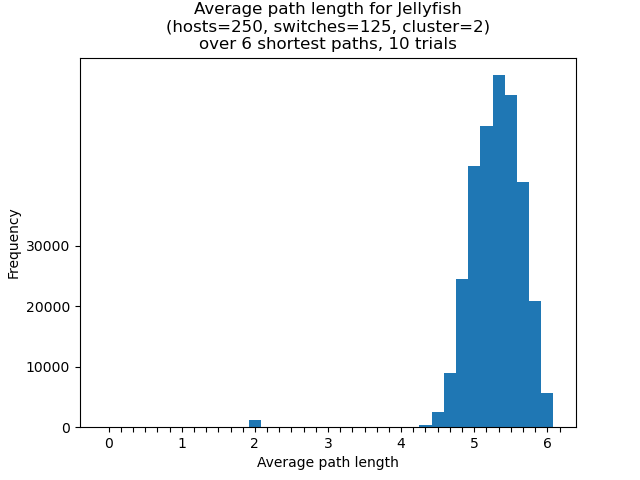 Average path length for Jellyfish
(hosts=250, switches=125, cluster=2)
over 6 shortest paths, 10 trials
Frequency
30000
20000
10000
0
0 1 2 3 4 5 6
Average path length